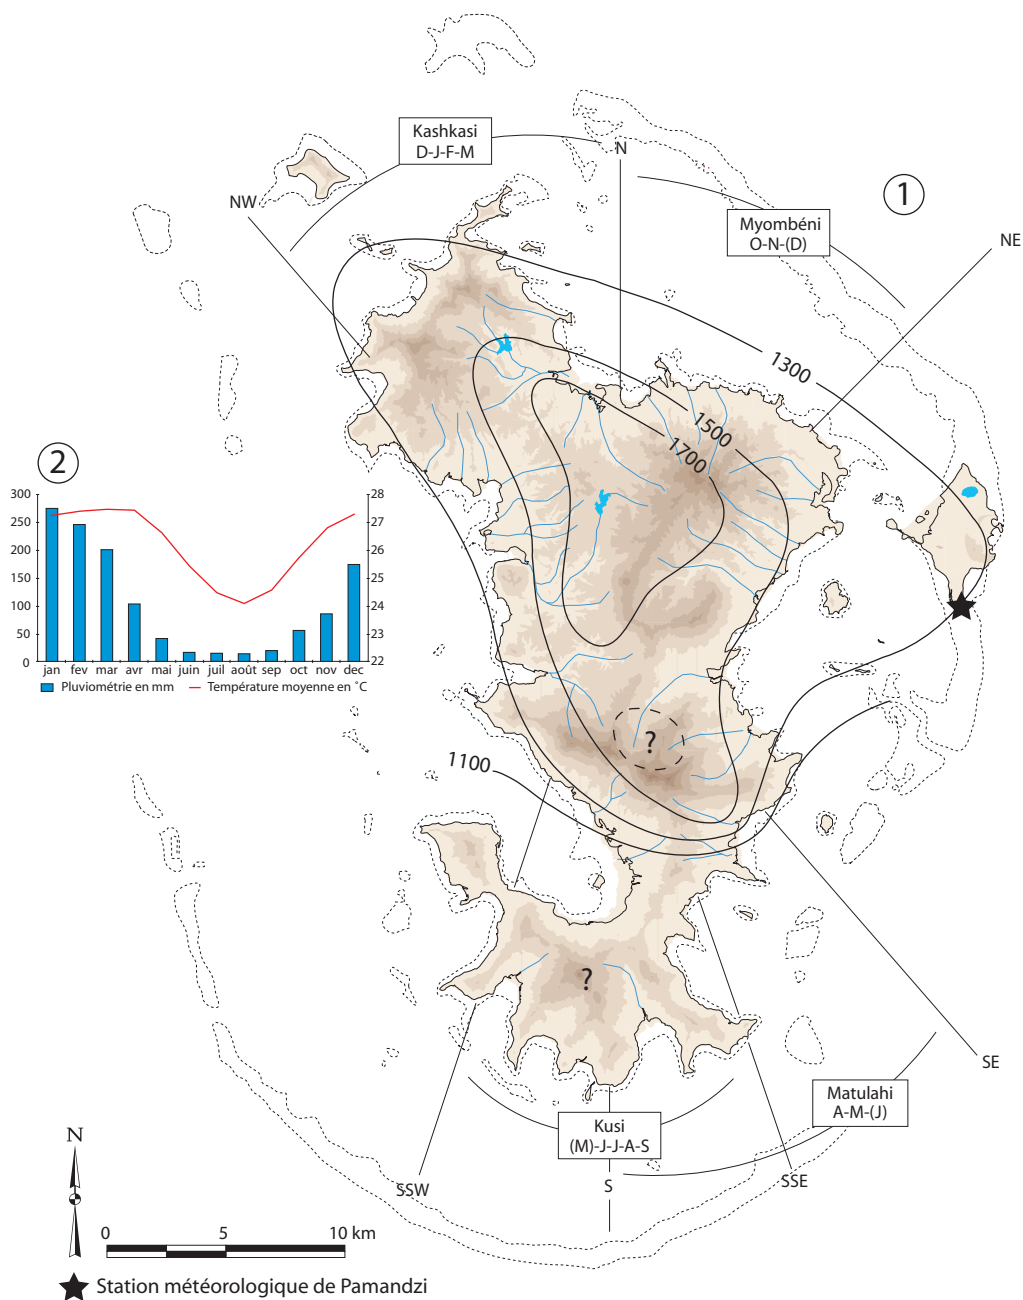 Kashkasi
D-J-F-M
N
1
NW
Myombéni
O-N-(D)
NE
1300
1500
1700
2
300
250
200
150
100
50
0
28
27
26
25
24
23
22
jan fev mar avr mai juin juil août sep oct nov dec
Pluviométrie en mm
Température moyenne en °C
?
1100
?
SE
Matulahi
A-M-(J)
Kusi
(M)-J-J-A-S
SSW
S
SSE
N
0 5 10 km
Station météorologique de Pamandzi